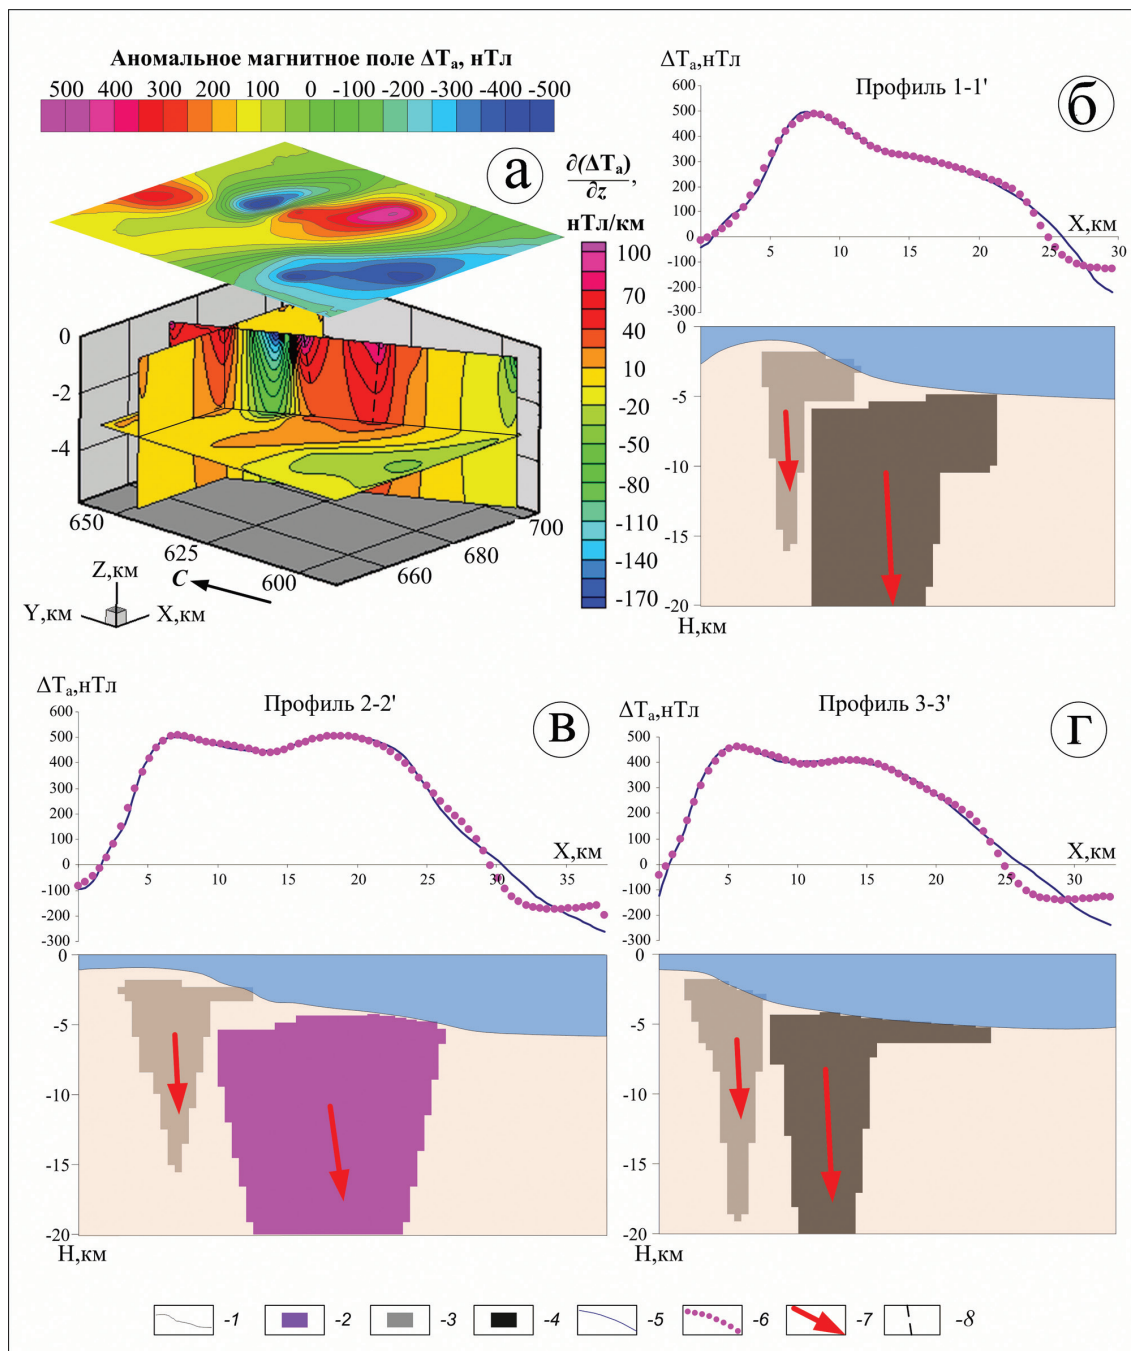 Аномальное магнитное поле ΔTₐ, нТл
500 400 300 200 100 0 -100 -200 -300 -400 -500
а
∂(ΔTₐ)
∂z ,
нТл/км
100
70
40
10
-20
-50
-80
-110
-140
-170
0
-2
-4
650
625
600
660
680
700
С
Z,км
Y,км
X,км
ΔTₐ,нТл
Профиль 1-1'
б
600
500
400
300
200
100
0
-100
-200
-300
X,км
5 10 15 20 25 30
0
-5
-10
-15
-20
Н,км
ΔTₐ,нТл
Профиль 2-2'
в
600
500
400
300
200
100
0
-100
-200
-300
X,км
5 10 15 20 25 30 35
0
-5
-10
-15
-20
Н,км
ΔTₐ,нТл
Профиль 3-3'
г
600
500
400
300
200
100
0
-100
-200
-300
X,км
5 10 15 20 25 30
0
-5
-10
-15
-20
Н,км
-1 -2 -3 -4 -5 -6 -7 -8